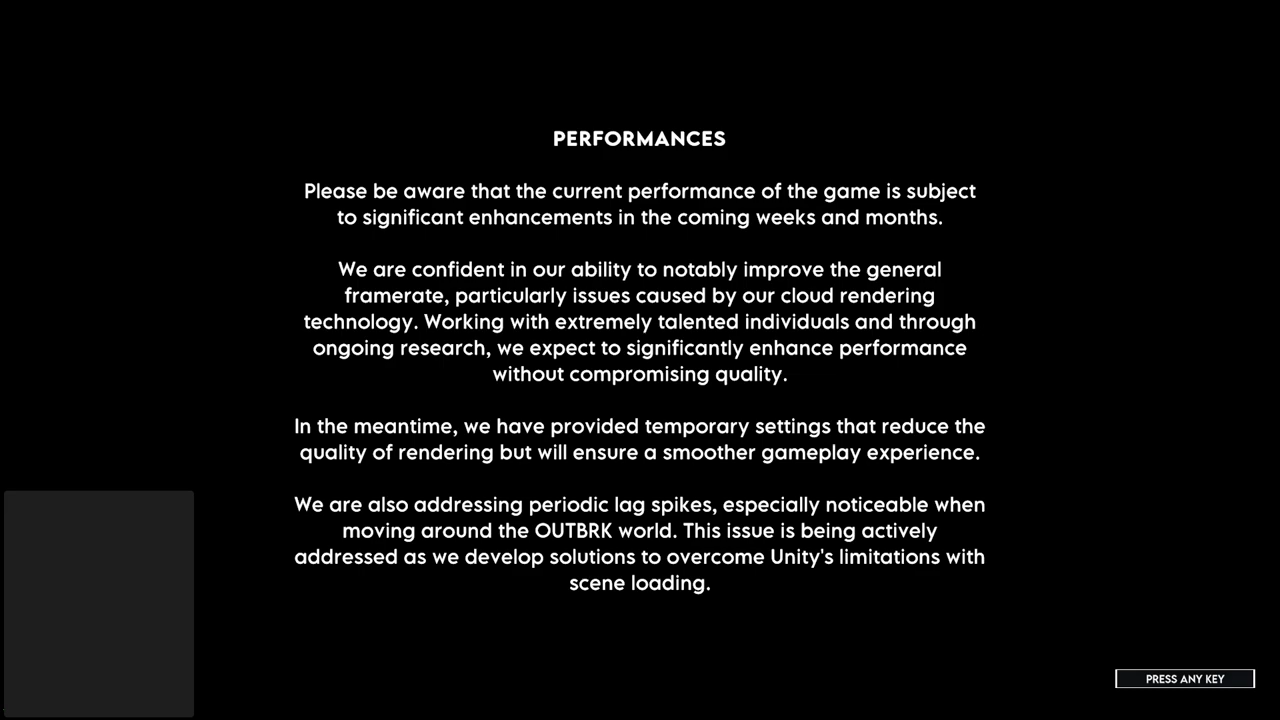 PERFORMANCES
Please be aware that the current performance of the game is subject
to significant enhancements in the coming weeks and months.
We are confident in our ability to notably improve the general
framerate, particularly issues caused by our cloud rendering
technology. Working with extremely talented individuals and through
ongoing research, we expect to significantly enhance performance
without compromising quality.
In the meantime, we have provided temporary settings that reduce the
quality of rendering but will ensure a smoother gameplay experience.
We are also addressing periodic lag spikes, especially noticeable when
moving around the OUTBRK world. This issue is being actively
addressed as we develop solutions to overcome Unity's limitations with
scene loading.
PRESS ANY KEY